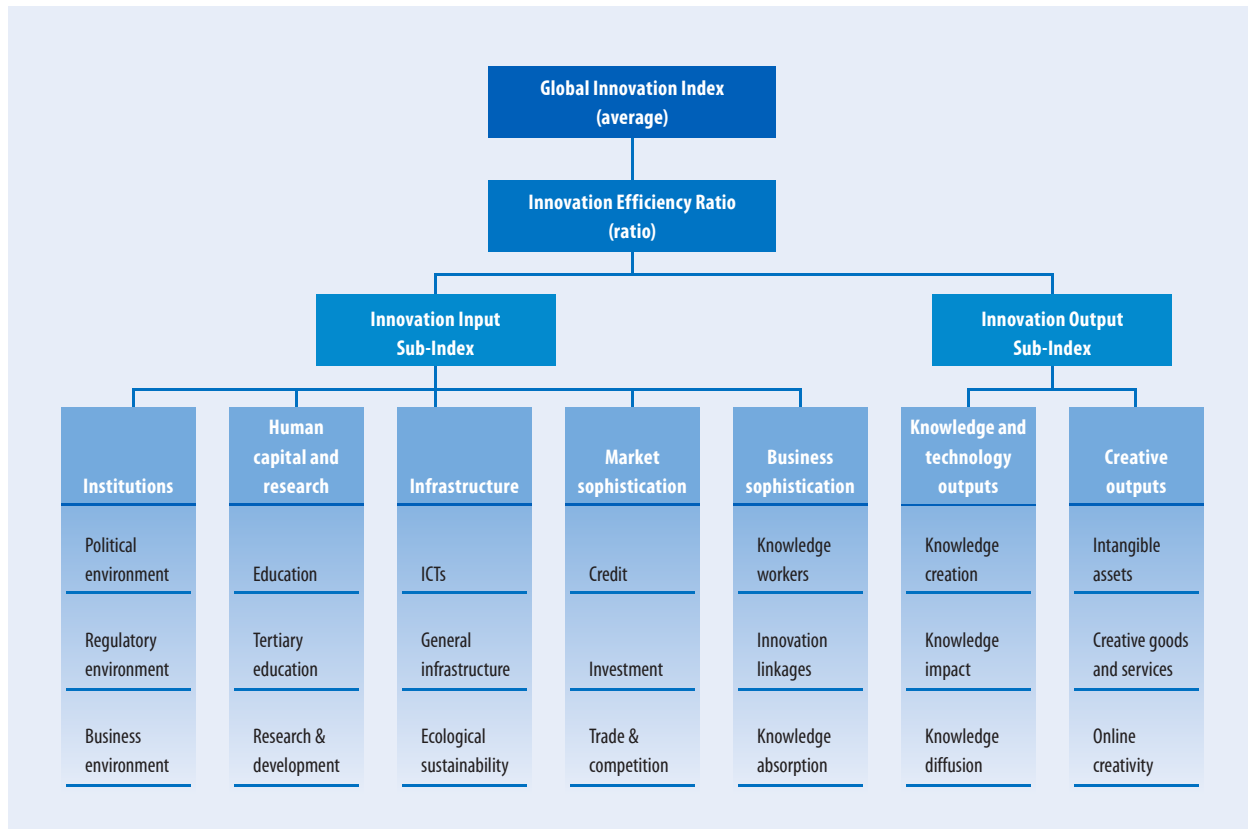 Global Innovation Index
(average)
Innovation Efficiency Ratio
(ratio)
Innovation Input
Sub-Index
Innovation Output
Sub-Index
Institutions
Human
capital and
research
Infrastructure
Market
sophistication
Business
sophistication
Knowledge and
technology
outputs
Creative
outputs
Political
environment
Education
ICTs
Credit
Knowledge
workers
Knowledge
creation
Intangible
assets
Regulatory
environment
Tertiary
education
General
infrastructure
Investment
Innovation
linkages
Knowledge
impact
Creative goods
and services
Business
environment
Research &
development
Ecological
sustainability
Trade &
competition
Knowledge
absorption
Knowledge
diffusion
Online
creativity